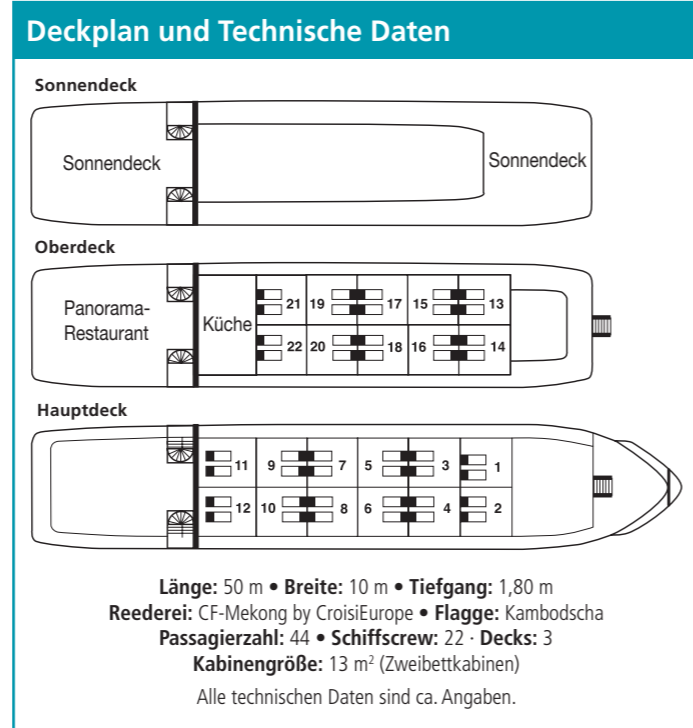 Deckplan und Technische Daten
Sonnendeck
Sonnendeck
Sonnendeck
Oberdeck
Panorama-
Restaurant
Küche
21 19 17 15 13
22 20 18 16 14
Hauptdeck
11 9 7 5 3 1
12 10 8 6 4 2
Länge: 50 m • Breite: 10 m • Tiefgang: 1,80 m
Reederei: CF-Mekong by CroisiEurope • Flagge: Kambodscha
Passagierzahl: 44 • Schiffscrew: 22 · Decks: 3
Kabinengröße: 13 m² (Zweibettkabinen)
Alle technischen Daten sind ca. Angaben.